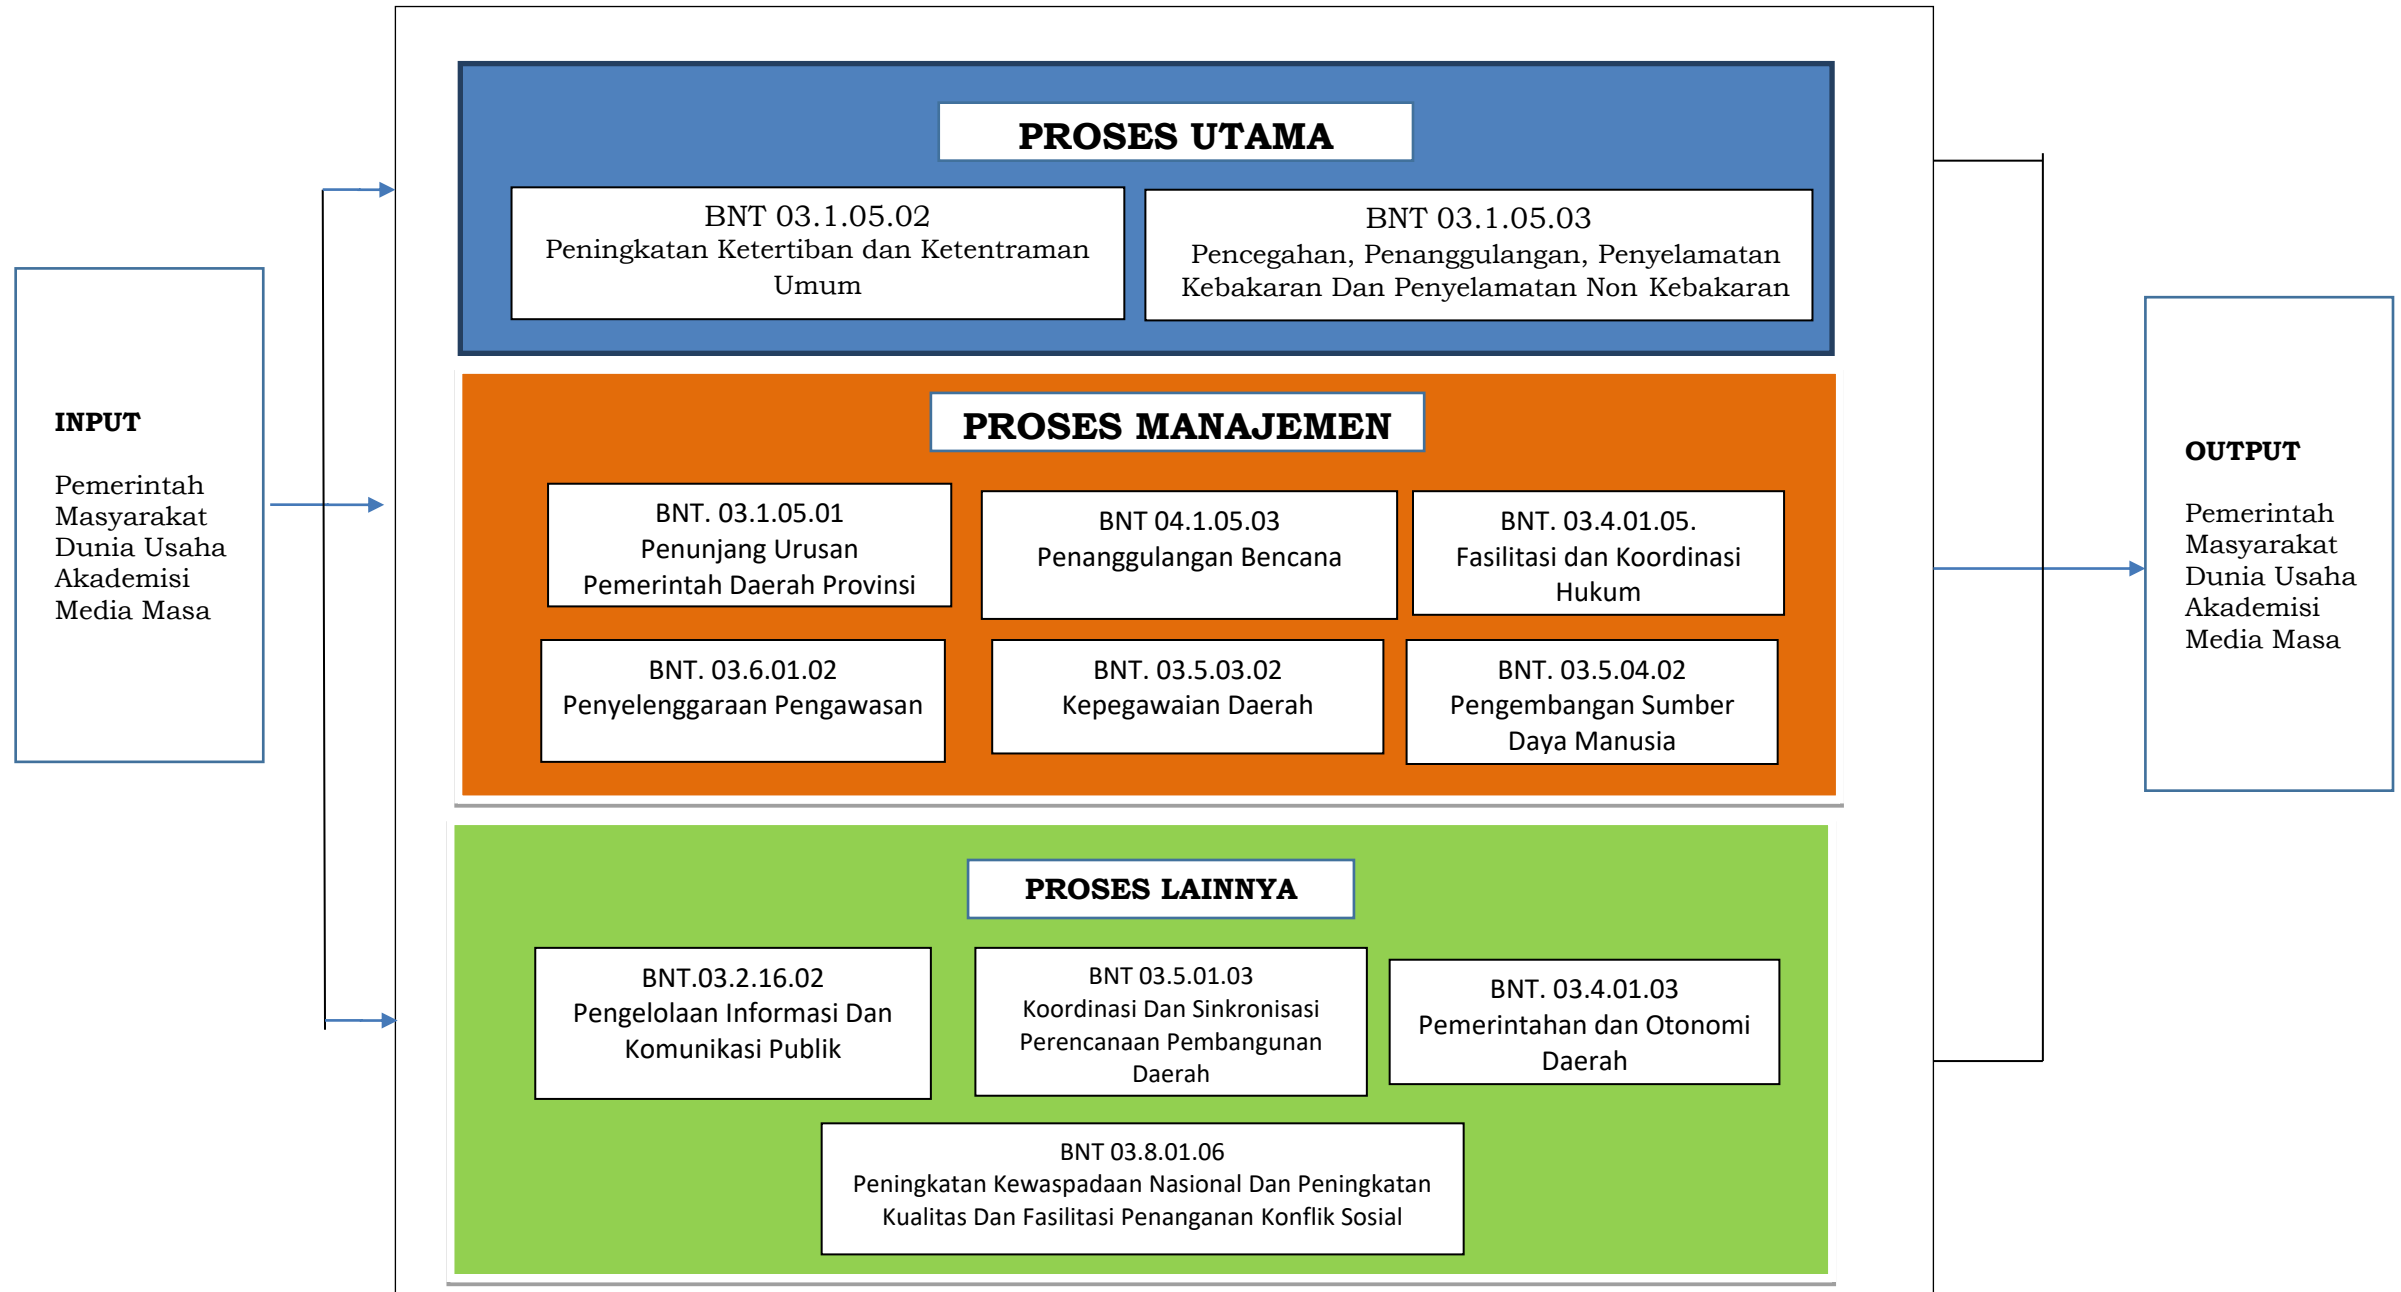 PROSES UTAMA
BNT 03.1.05.02
Peningkatan Ketertiban dan Ketentraman
Umum
BNT 03.1.05.03
Pencegahan, Penanggulangan, Penyelamatan
Kebakaran Dan Penyelamatan Non Kebakaran
INPUT
Pemerintah
Masyarakat
Dunia Usaha
Akademisi
Media Masa
PROSES MANAJEMEN
BNT. 03.1.05.01
Penunjang Urusan
Pemerintah Daerah Provinsi
BNT 04.1.05.03
Penanggulangan Bencana
BNT. 03.4.01.05.
Fasilitasi dan Koordinasi
Hukum
BNT. 03.6.01.02
Penyelenggaraan Pengawasan
BNT. 03.5.03.02
Kepegawaian Daerah
BNT. 03.5.04.02
Pengembangan Sumber
Daya Manusia
OUTPUT
Pemerintah
Masyarakat
Dunia Usaha
Akademisi
Media Masa
PROSES LAINNYA
BNT.03.2.16.02
Pengelolaan Informasi Dan
Komunikasi Publik
BNT 03.5.01.03
Koordinasi Dan Sinkronisasi
Perencanaan Pembangunan
Daerah
BNT. 03.4.01.03
Pemerintahan dan Otonomi
Daerah
BNT 03.8.01.06
Peningkatan Kewaspadaan Nasional Dan Peningkatan
Kualitas Dan Fasilitasi Penanganan Konflik Sosial